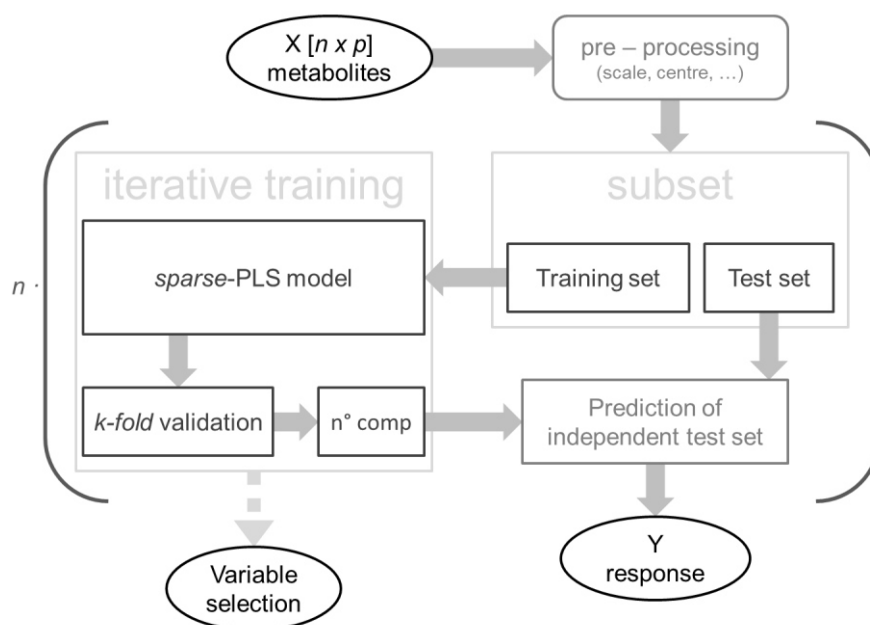 X [n x p]
metabolites
pre – processing
(scale, centre, ...)
iterative training
subset
sparse-PLS model
Training set
Test set
n ·
k-fold validation
n° comp
Prediction of
independent test set
Variable
selection
Y
response